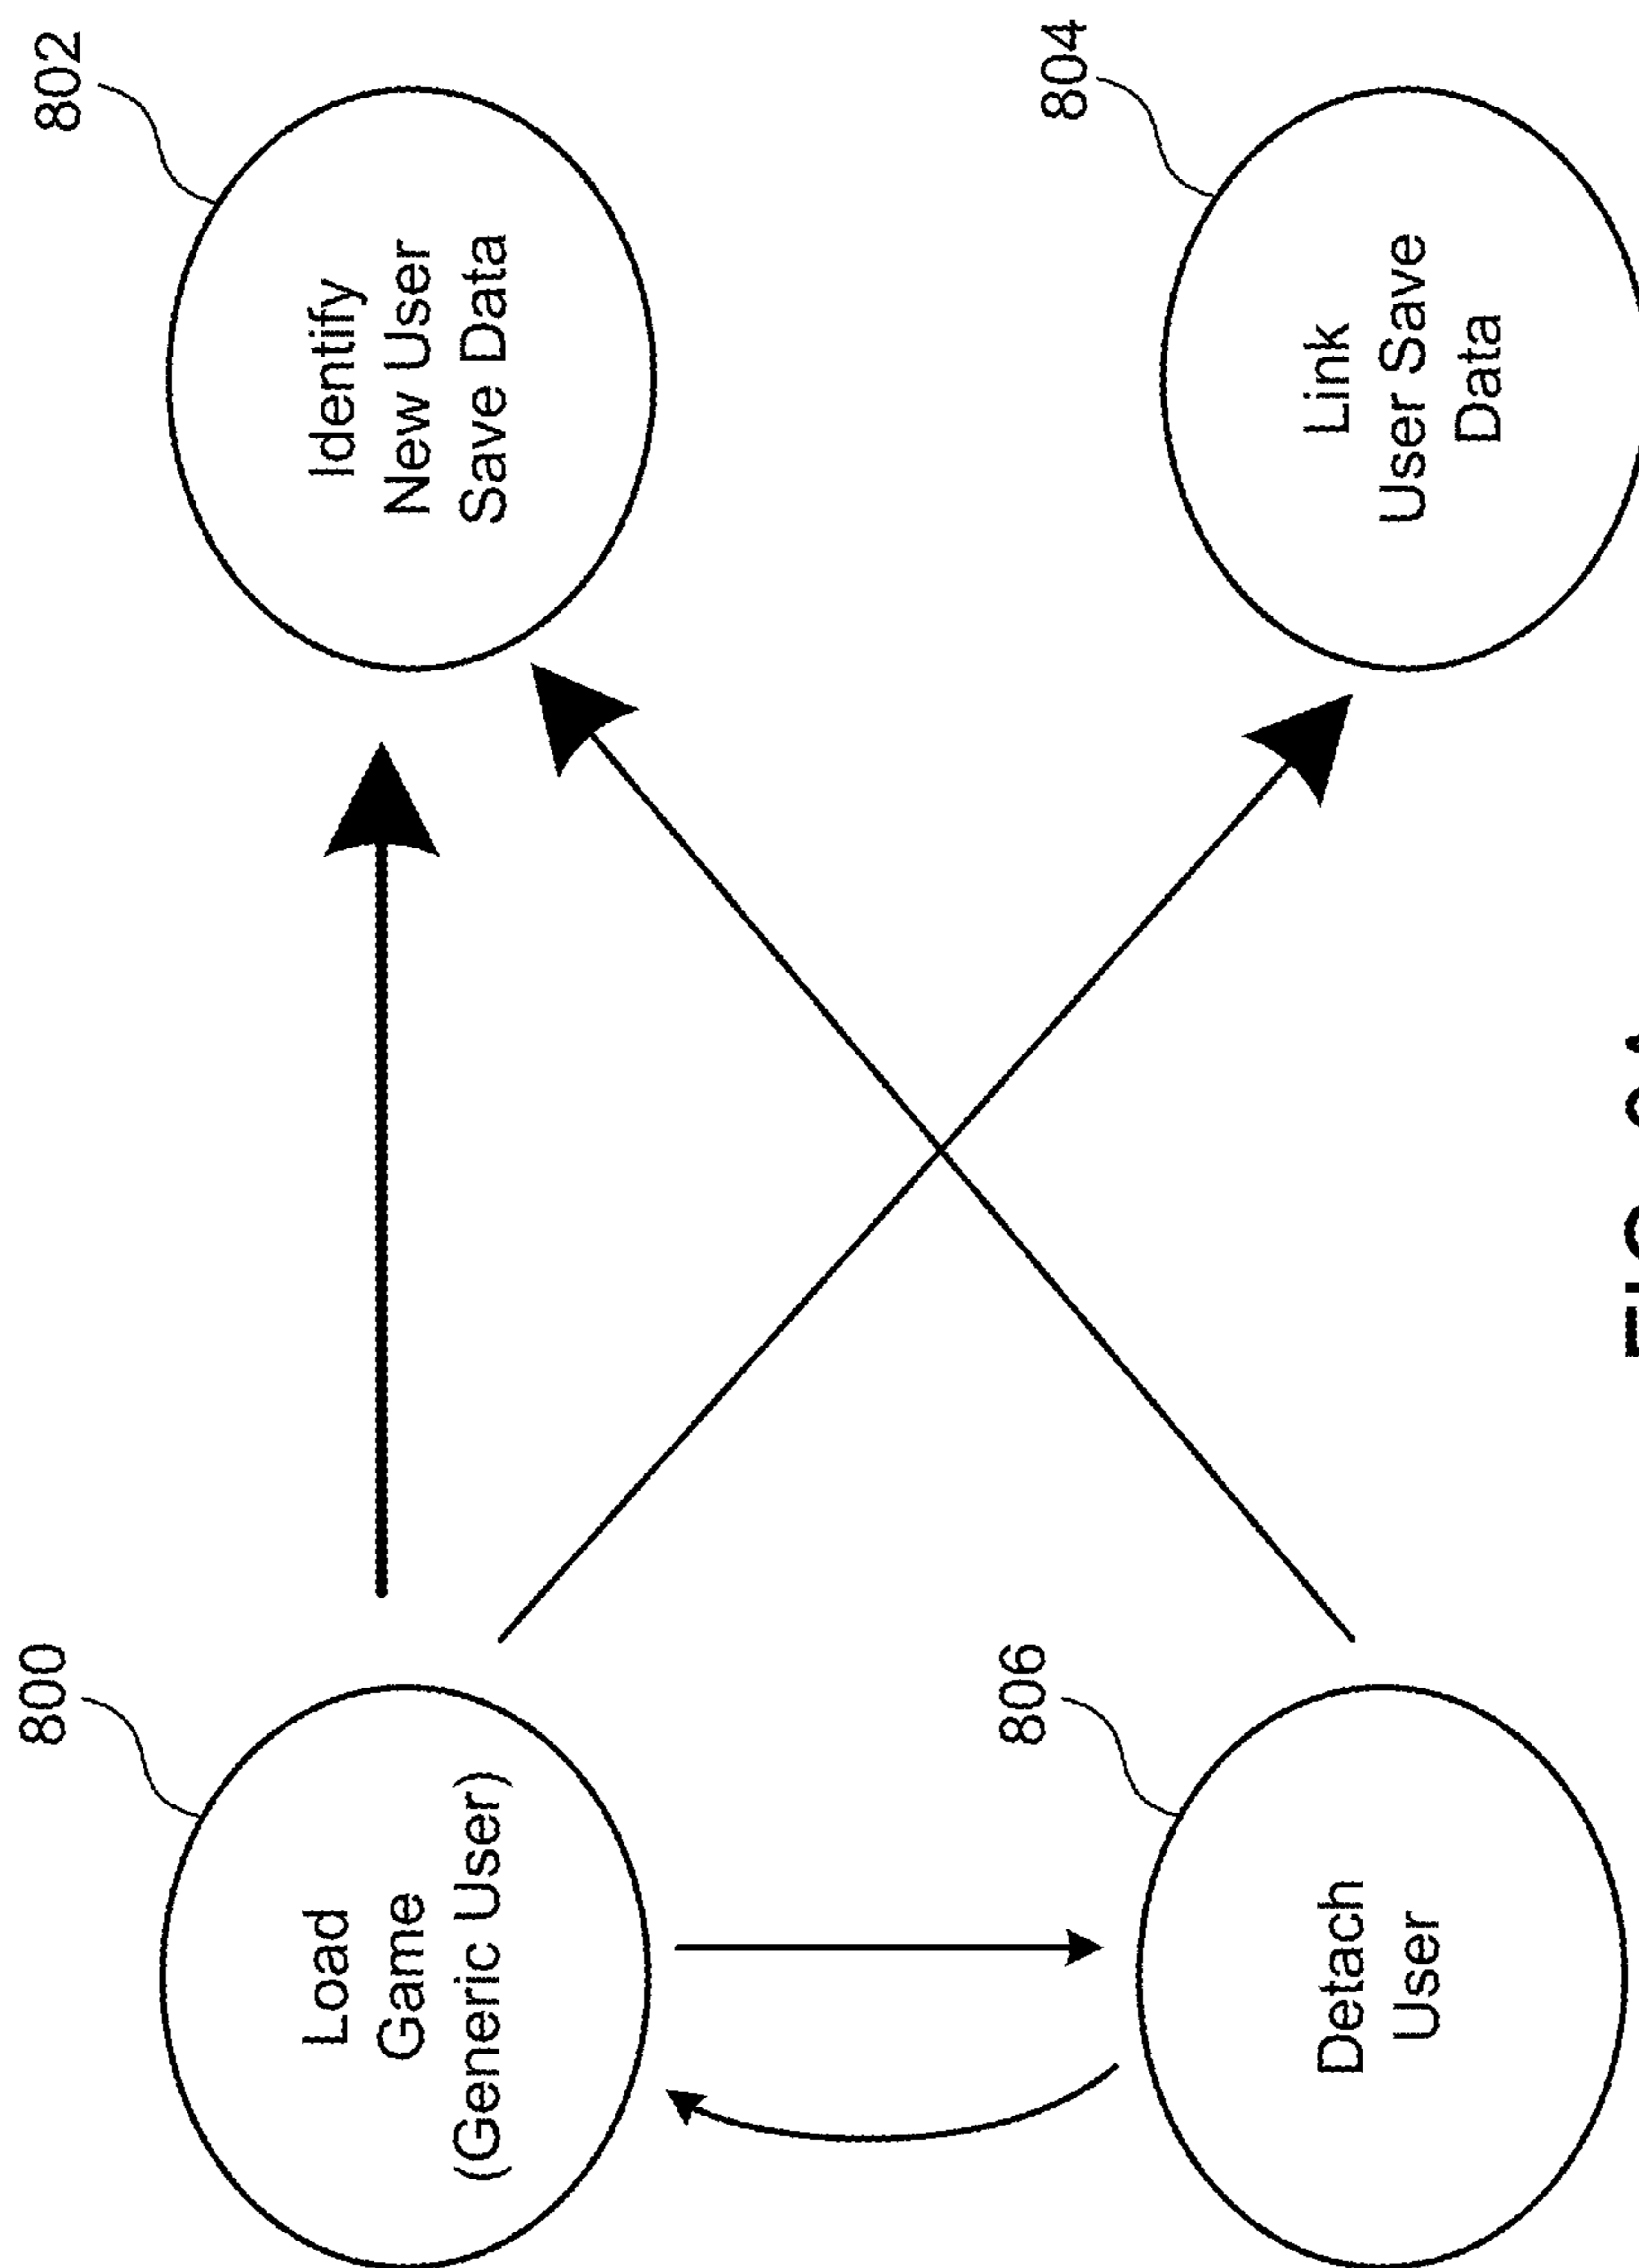 800
Load
Game
(Generic User)
802
Identify
New User
Save Data
806
Detach
User
804
Link
User Save
Data